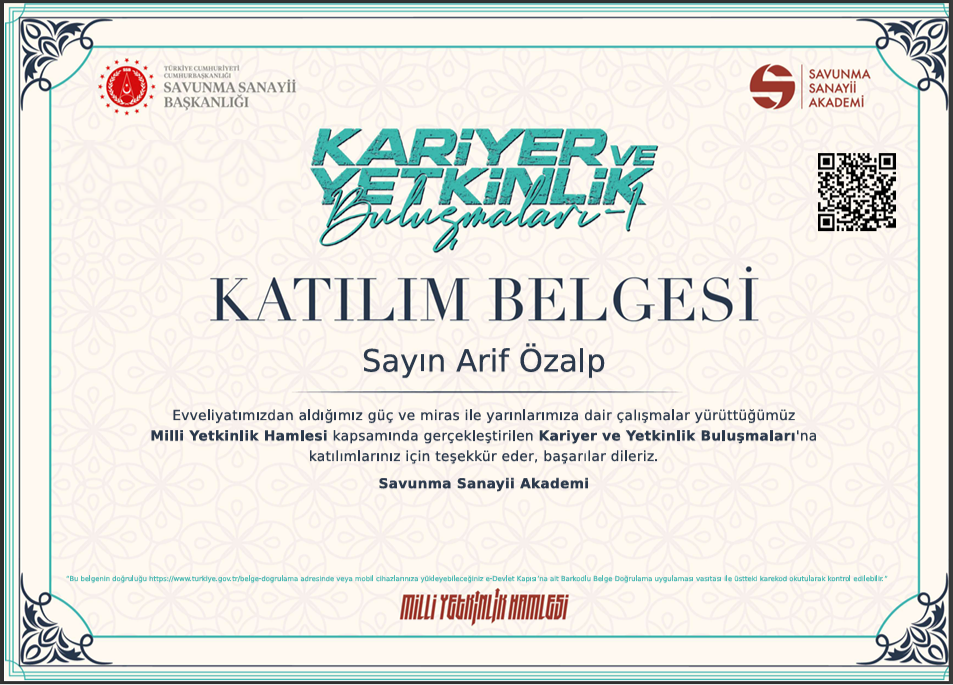 TÜRKİYE CUMHURİYETİ
CUMHURBAŞKANLIĞI
SAVUNMA SANAYİİ
BAŞKANLIĞI
SAVUNMA
SANAYİİ
AKADEMİ
KARİYER VE
YETKİNLİK
Buluşmaları-1
KATILIM BELGESİ
Sayın Arif Özalp
Evveliyatımızdan aldığımız güç ve miras ile yarınlarımıza dair çalışmalar yürüttüğümüz
Milli Yetkinlik Hamlesi kapsamında gerçekleştirilen Kariyer ve Yetkinlik Buluşmaları'na
katılımlarınız için teşekkür eder, başarılar dileriz.
Savunma Sanayii Akademi
"Bu belgenin doğruluğu https://www.turkiye.gov.tr/belge-dogrulama adresinde veya mobil cihazlarınıza yükleyebileceğiniz e-Devlet Kapısı'na ait Barkodlu Belge Doğrulama uygulaması vasıtası ile üstteki karekod okutularak kontrol edilebilir."
MİLLİ YETKİNLİK HAMLESİ